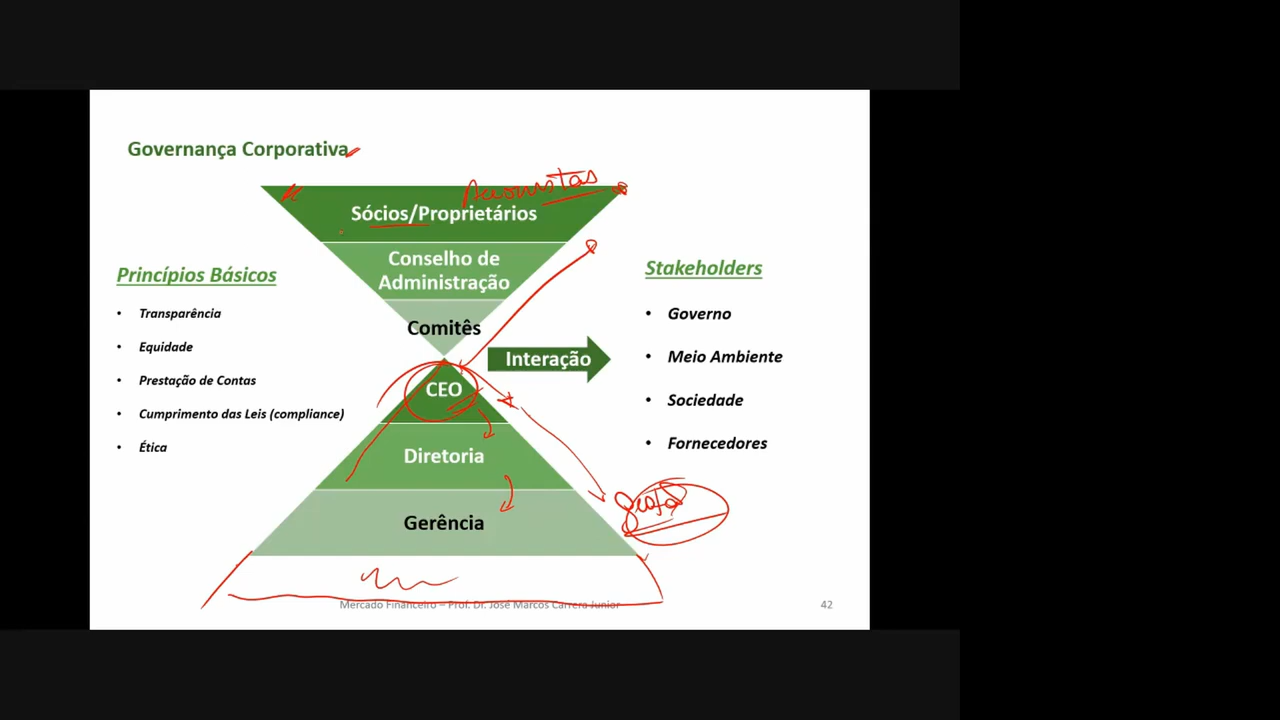 Governança Corporativa
Acionistas
Sócios/Proprietários
Conselho de
Administração
Comitês
CEO
Diretoria
Gerência
Princípios Básicos
• Transparência
• Equidade
• Prestação de Contas
• Cumprimento das Leis (compliance)
• Ética
Interação
Stakeholders
• Governo
• Meio Ambiente
• Sociedade
• Fornecedores
Mercado Financeiro – Prof. Dr. José Marcos Carrera Junior
42